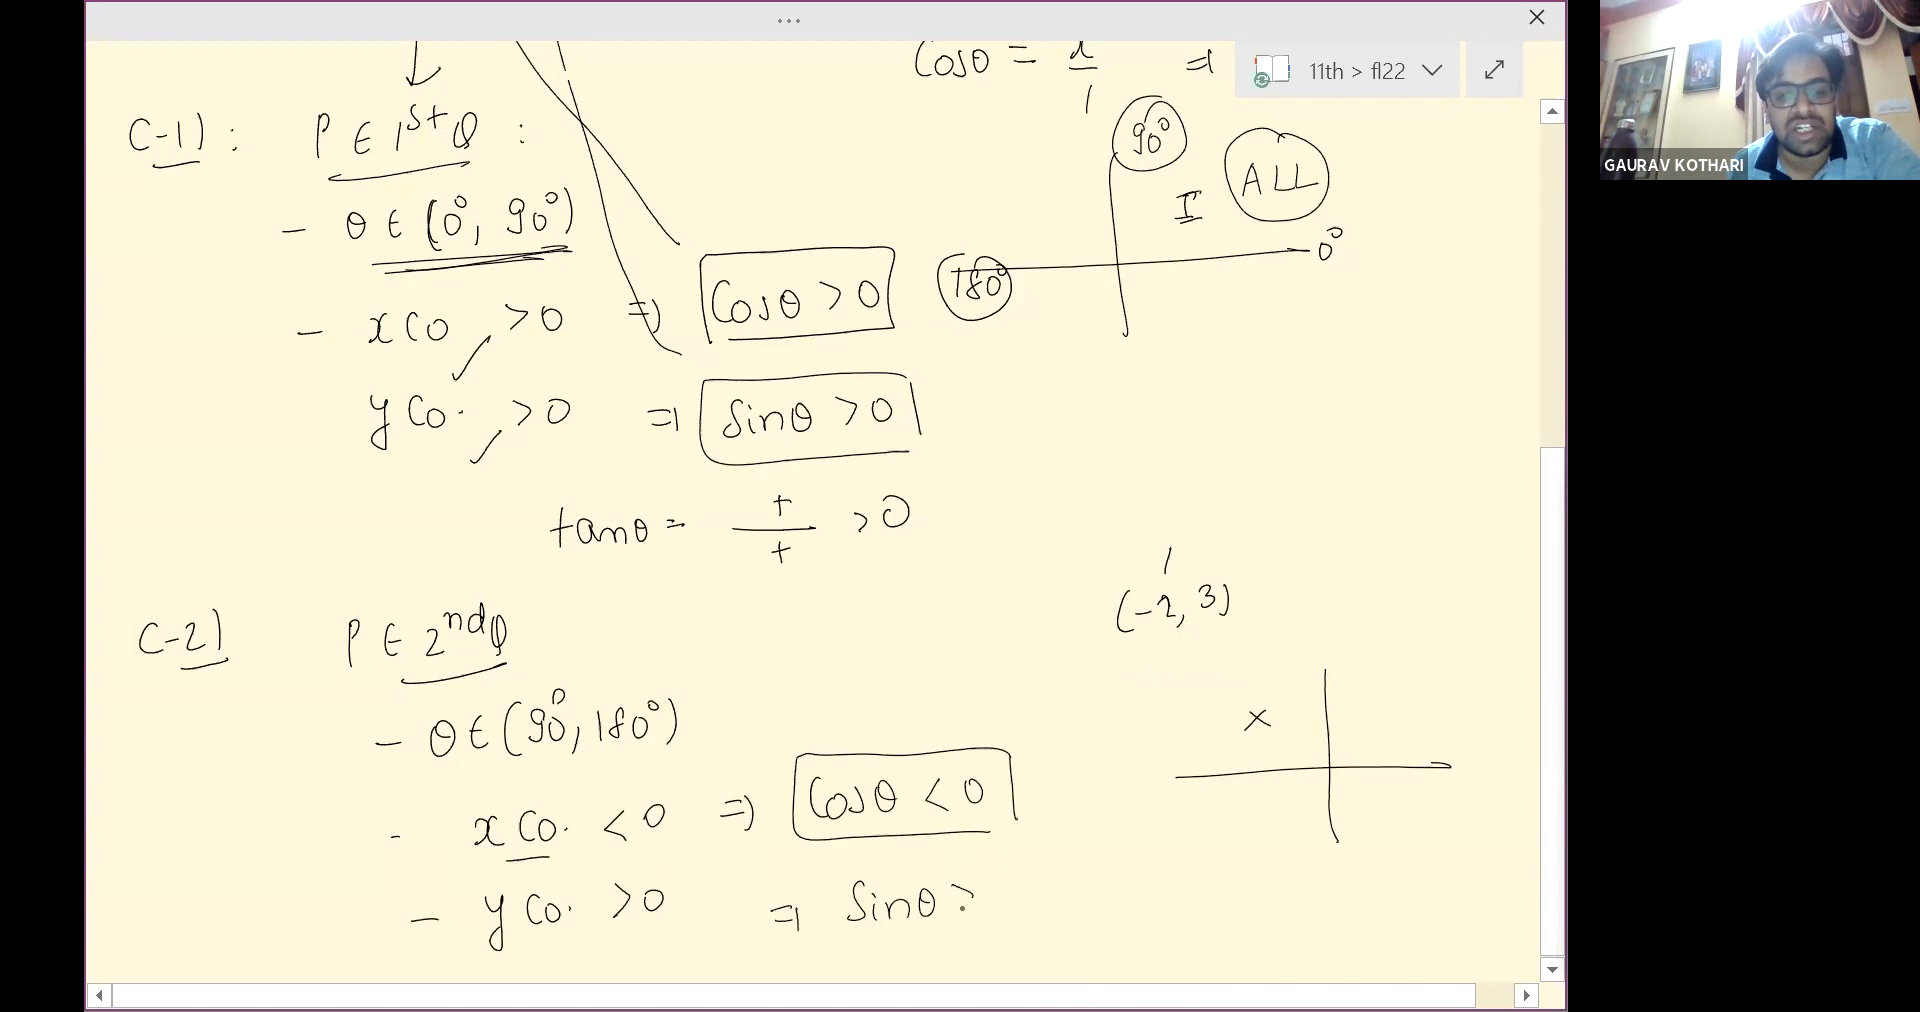 Cosθ = x/1 ⇒
11th > fl22
GAURAV KOTHARI
C-1) : P ∈ 1st Q :
90°
ALL
I
- θ ∈ (0°, 90°)
0°
180°
- x co > 0 ⇒ Cosθ > 0
y co. > 0 ⇒ Sinθ > 0
tanθ = +/+ > 0
(-2, 3)
C-2) P ∈ 2nd Q
- θ ∈ (90°, 180°)
x
- x co. < 0 ⇒ Cosθ < 0
- y co. > 0 ⇒ Sinθ >